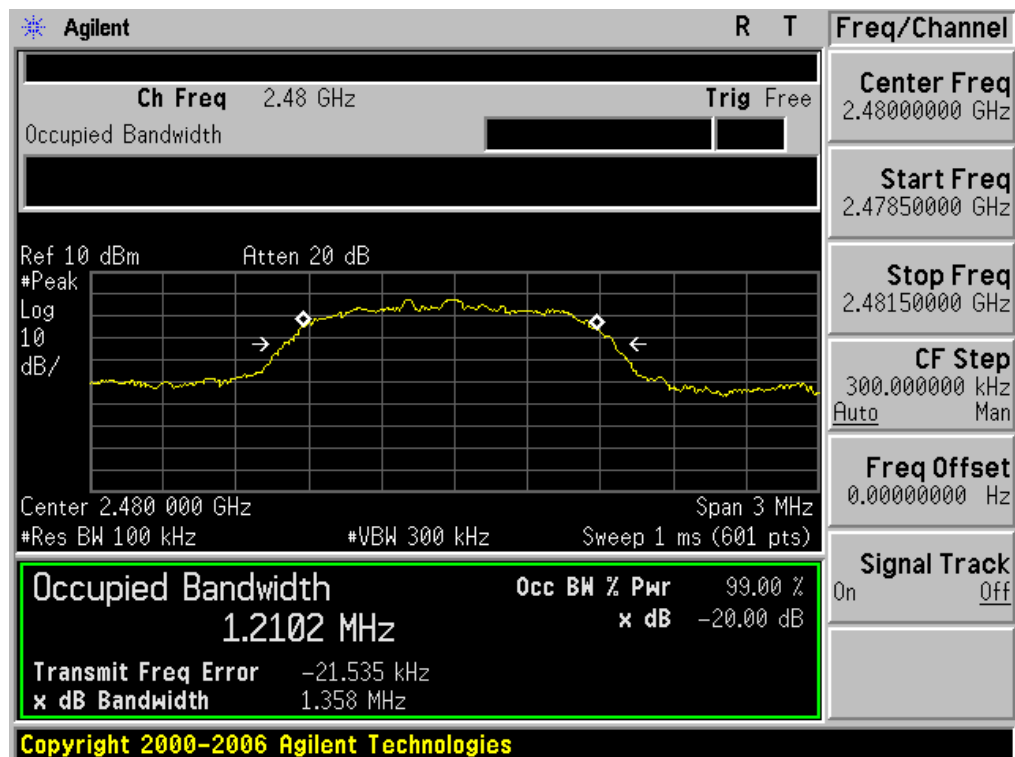 Agilent R T
Freq/Channel
Ch Freq 2.48 GHz Trig Free
Occupied Bandwidth
Center Freq
2.48000000 GHz
Start Freq
2.47850000 GHz
Stop Freq
2.48150000 GHz
CF Step
300.000000 kHz
Auto Man
Freq Offset
0.00000000 Hz
Signal Track
On Off
Ref 10 dBm Atten 20 dB
#Peak
Log
10
dB/
Center 2.480 000 GHz Span 3 MHz
#Res BW 100 kHz #VBW 300 kHz Sweep 1 ms (601 pts)
Occupied Bandwidth Occ BW % Pwr 99.00 %
1.2102 MHz x dB -20.00 dB
Transmit Freq Error -21.535 kHz
x dB Bandwidth 1.358 MHz
Copyright 2000-2006 Agilent Technologies